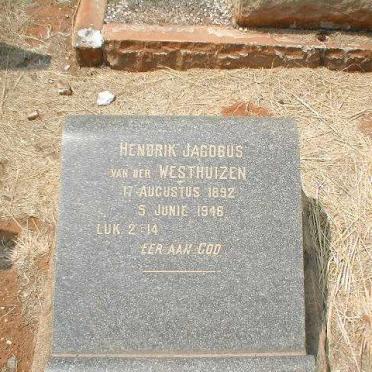 HENDRIK JACOBUS
VAN DER WESTHUIZEN
17 AUGUSTUS 1892
5 JUNIE 1946
LUK 2:14
EER AAN GOD